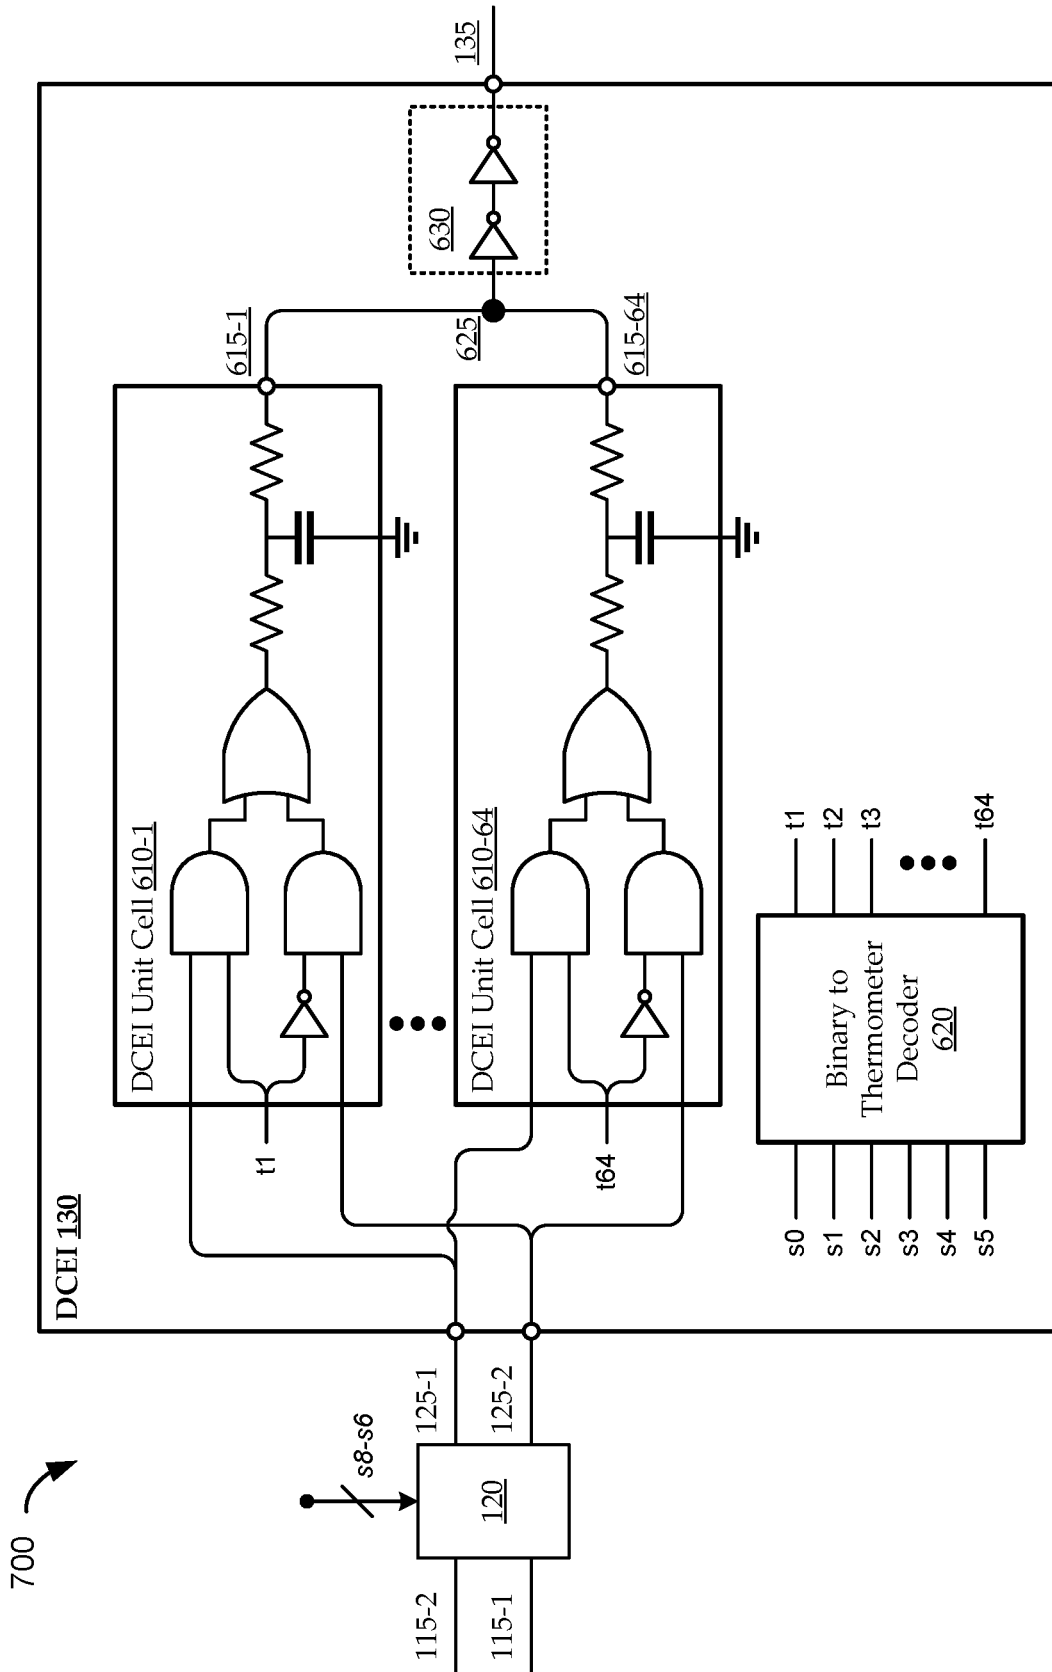 700
115-2
115-1
120
s8-s6
125-1
125-2
DCEI 130
t1
DCEI Unit Cell 610-1
615-1
t64
DCEI Unit Cell 610-64
615-64
625
630
135
s0
s1
s2
s3
s4
s5
Binary to
Thermometer
Decoder
620
t1
t2
t3
t64